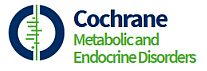 Cochrane
Metabolic and
Endocrine Disorders